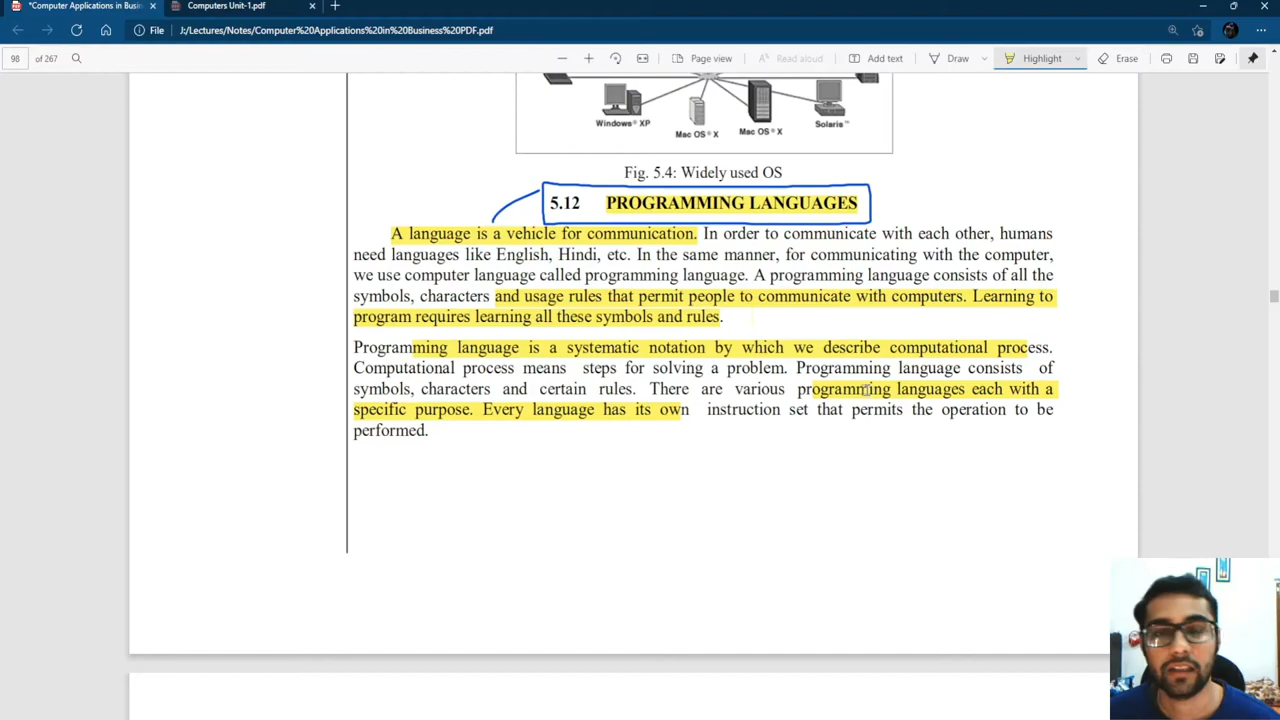 *Computer Applications in Busin
Computers Unit-1.pdf
File
J:/Lectures/Notes/Computer%20Applications%20in%20Business%20PDF.pdf
98
of 267
Page view
Read aloud
Add text
Draw
Highlight
Erase
Windows® XP
Mac OS® X
Mac OS® X
Solaris™
Fig. 5.4: Widely used OS
5.12 PROGRAMMING LANGUAGES
A language is a vehicle for communication. In order to communicate with each other, humans
need languages like English, Hindi, etc. In the same manner, for communicating with the computer,
we use computer language called programming language. A programming language consists of all the
symbols, characters and usage rules that permit people to communicate with computers. Learning to
program requires learning all these symbols and rules.
Programming language is a systematic notation by which we describe computational process.
Computational process means steps for solving a problem. Programming language consists of
symbols, characters and certain rules. There are various programming languages each with a
specific purpose. Every language has its own instruction set that permits the operation to be
performed.